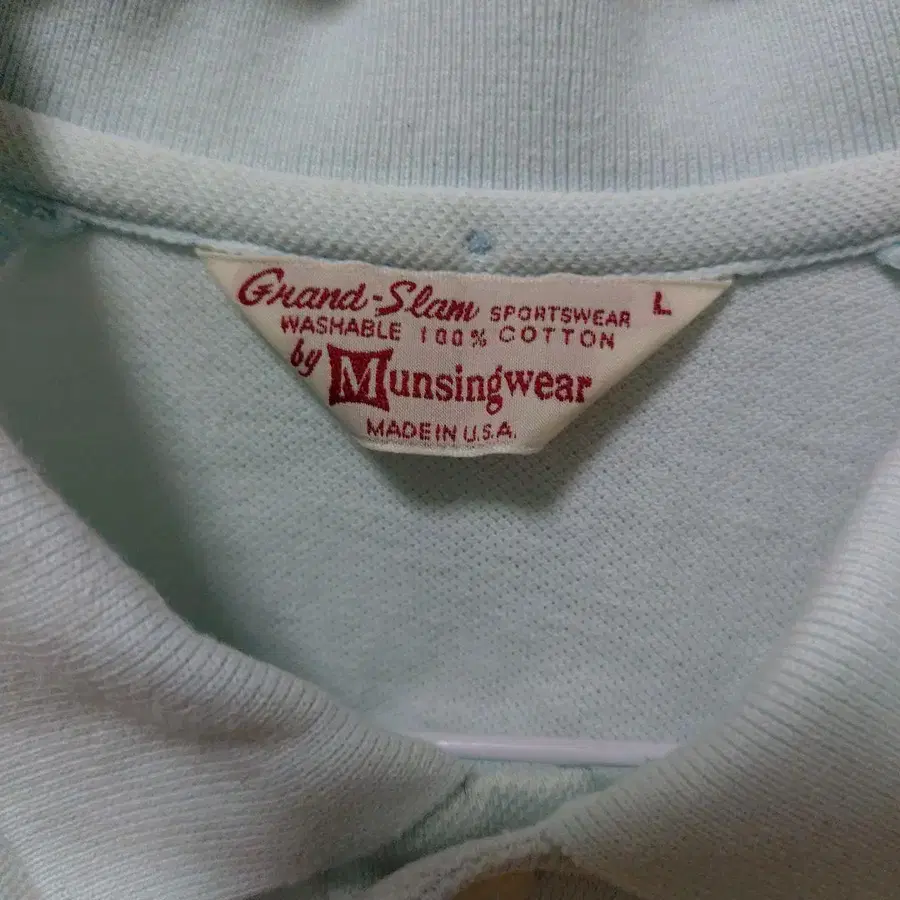 Grand-Slam SPORTSWEAR L
WASHABLE 100% COTTON
by Munsingwear
MADE IN U.S.A.